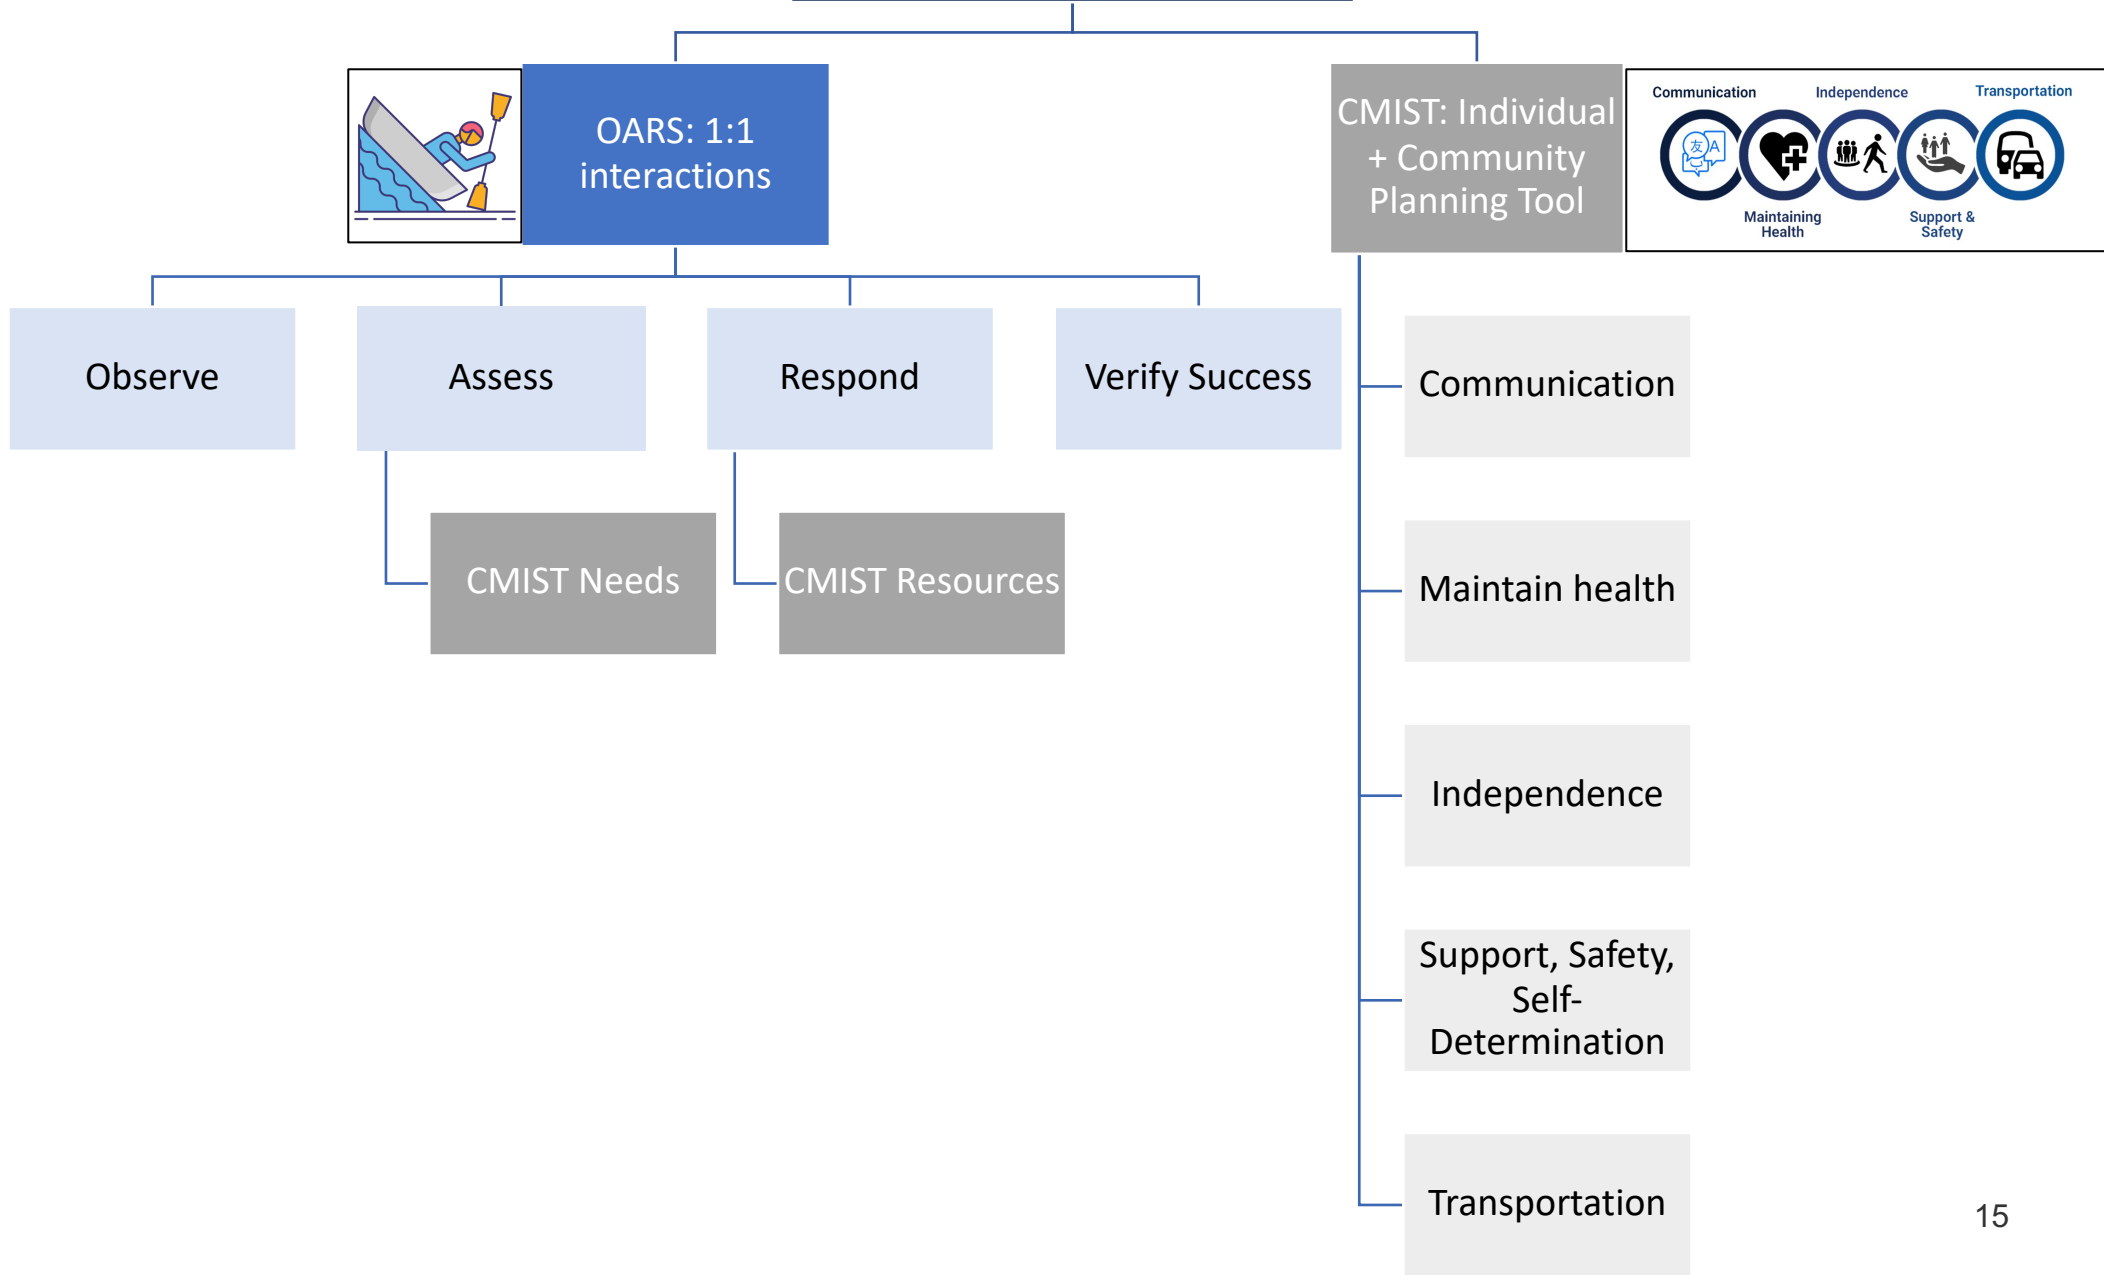 OARS: 1:1
interactions
CMIST: Individual
+ Community
Planning Tool
Communication
Independence
Transportation
友
A
Maintaining
Health
Support &
Safety
Observe
Assess
Respond
Verify Success
CMIST Needs
CMIST Resources
Communication
Maintain health
Independence
Support, Safety,
Self-
Determination
Transportation
15